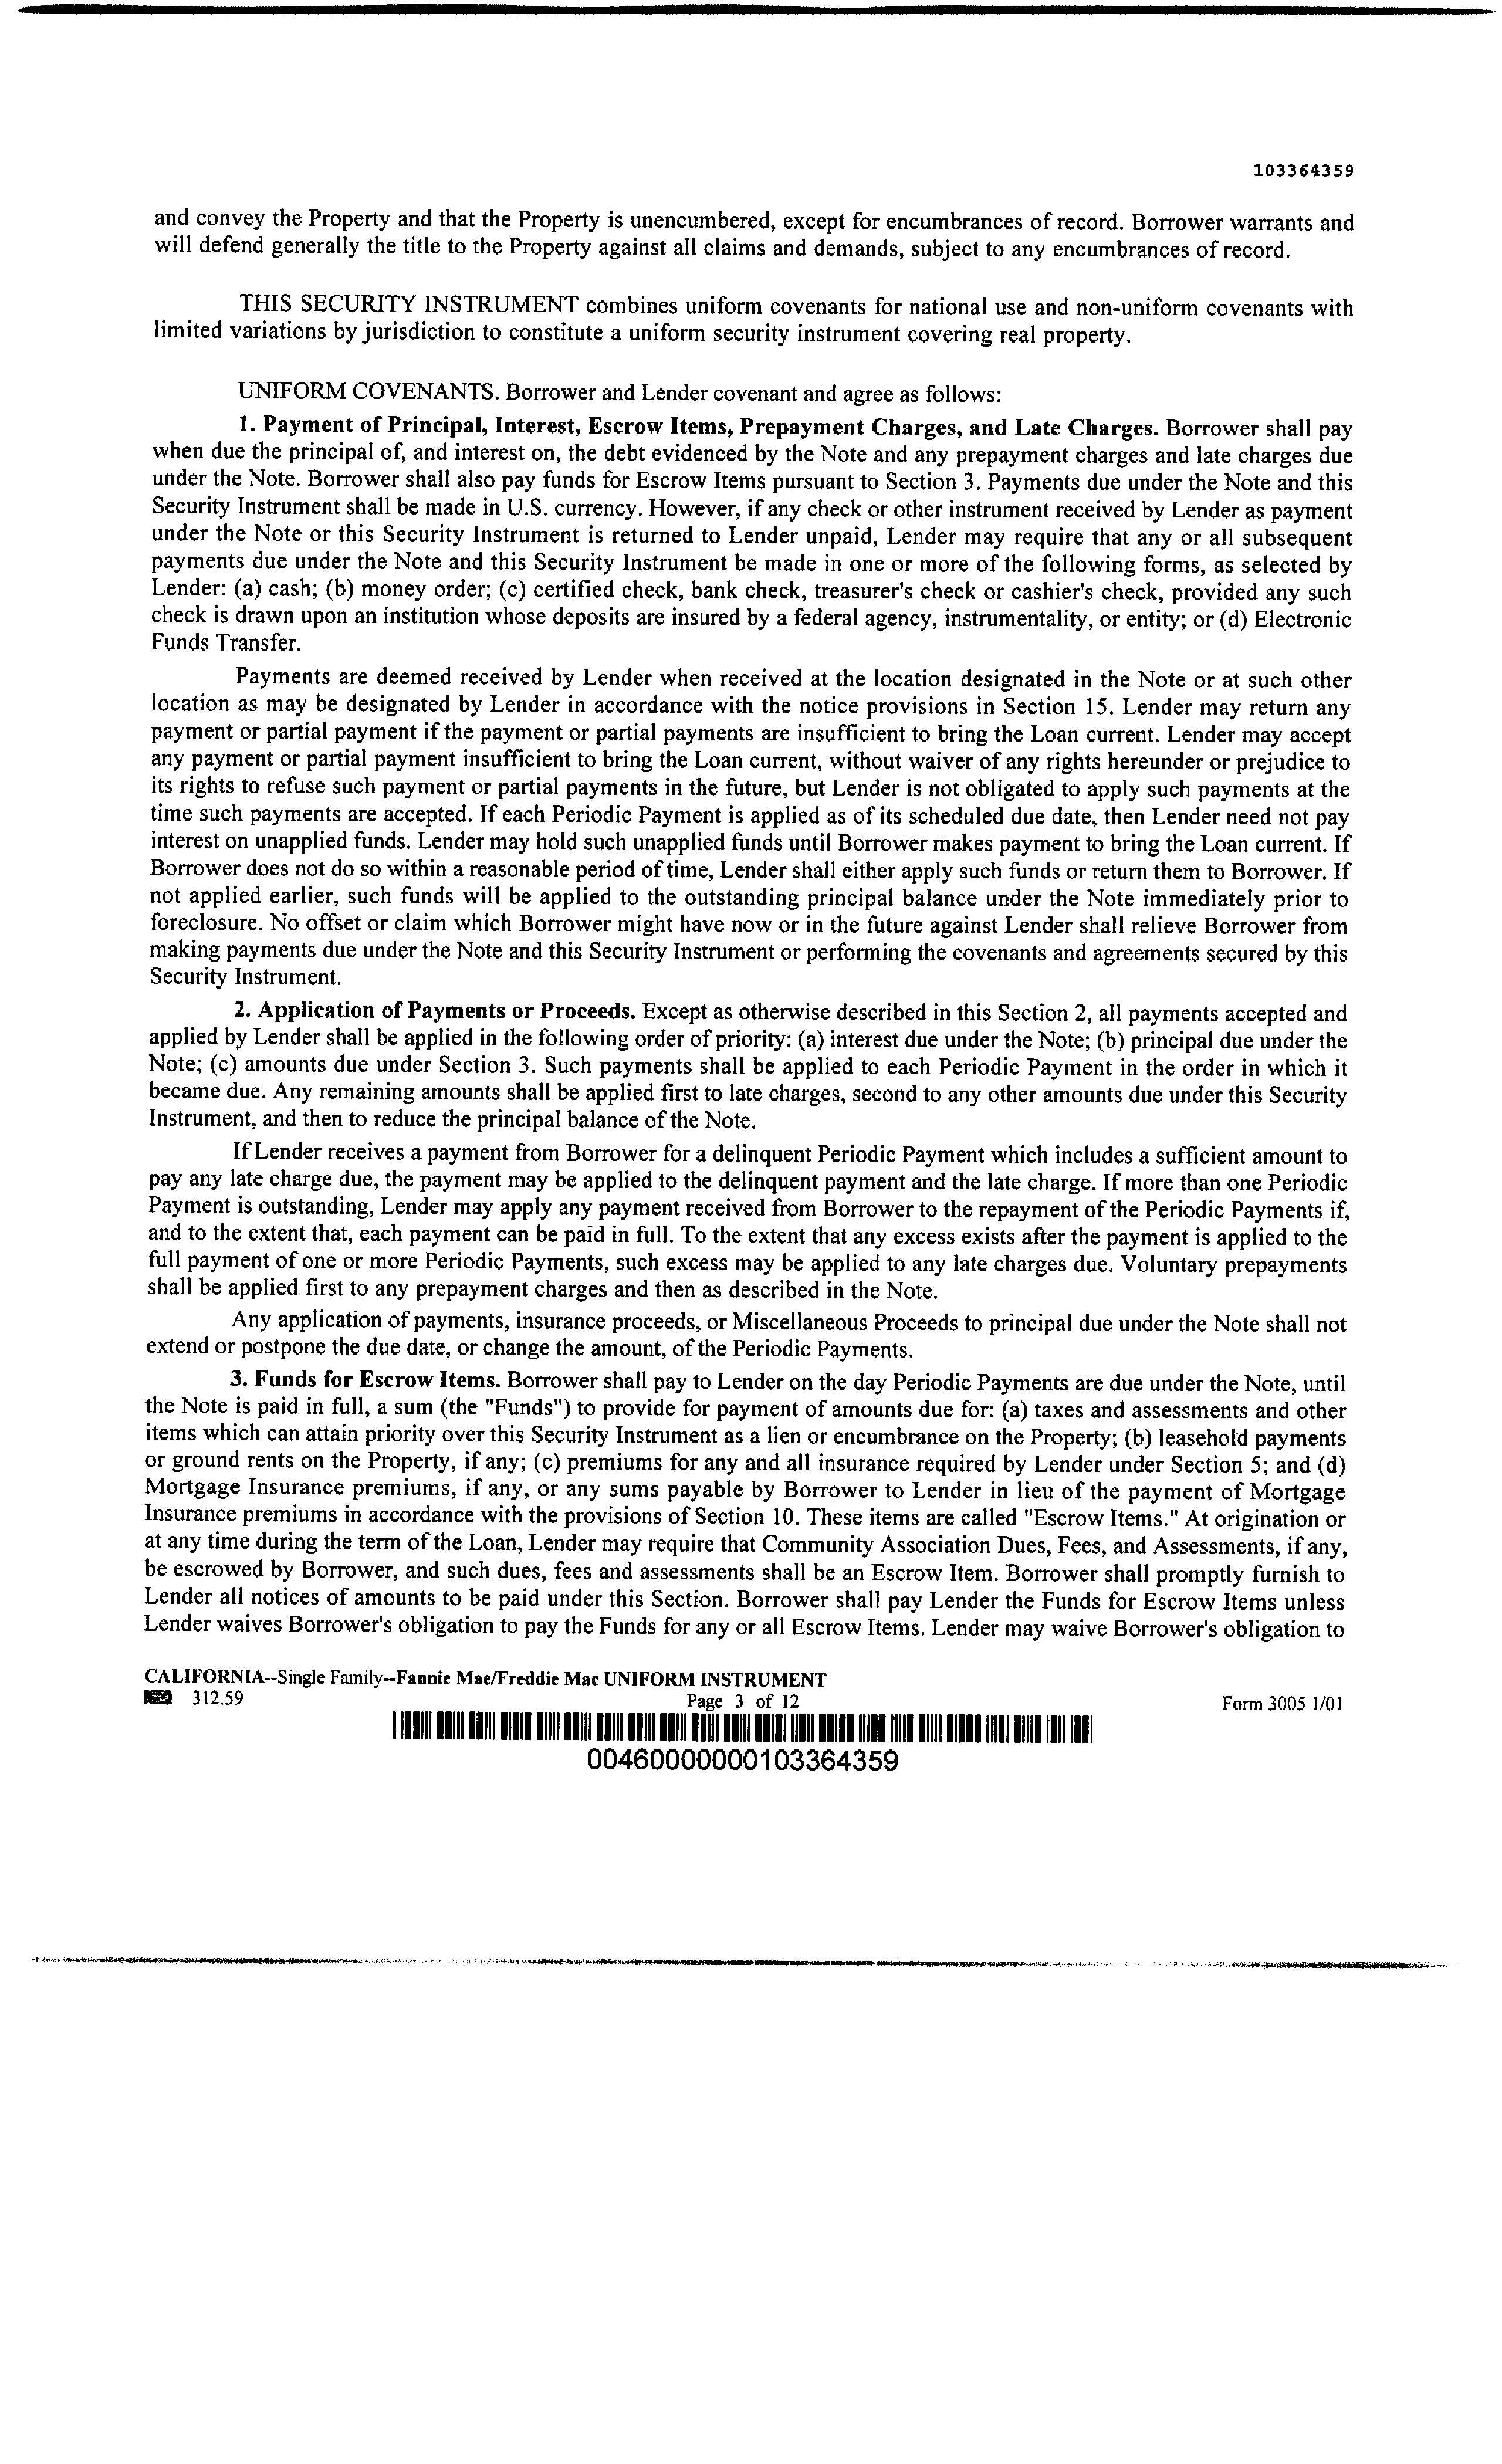 103364359
and convey the Property and that the Property is unencumbered, except for encumbrances of record. Borrower warrants and
will defend generally the title to the Property against all claims and demands, subject to any encumbrances of record.
THIS SECURITY INSTRUMENT combines uniform covenants for national use and non-uniform covenants with
limited variations by jurisdiction to constitute a uniform security instrument covering real property.
UNIFORM COVENANTS. Borrower and Lender covenant and agree as follows:
1. Payment of Principal, Interest, Escrow Items, Prepayment Charges, and Late Charges. Borrower shall pay
when due the principal of, and interest on, the debt evidenced by the Note and any prepayment charges and late charges due
under the Note. Borrower shall also pay funds for Escrow Items pursuant to Section 3. Payments due under the Note and this
Security Instrument shall be made in U.S. currency. However, if any check or other instrument received by Lender as payment
under the Note or this Security Instrument is returned to Lender unpaid, Lender may require that any or all subsequent
payments due under the Note and this Security Instrument be made in one or more of the following forms, as selected by
Lender: (a) cash; (b) money order; (c) certified check, bank check, treasurer's check or cashier's check, provided any such
check is drawn upon an institution whose deposits are insured by a federal agency, instrumentality, or entity; or (d) Electronic
Funds Transfer.
Payments are deemed received by Lender when received at the location designated in the Note or at such other
location as may be designated by Lender in accordance with the notice provisions in Section 15. Lender may return any
payment or partial payment if the payment or partial payments are insufficient to bring the Loan current. Lender may accept
any payment or partial payment insufficient to bring the Loan current, without waiver of any rights hereunder or prejudice to
its rights to refuse such payment or partial payments in the future, but Lender is not obligated to apply such payments at the
time such payments are accepted. If each Periodic Payment is applied as of its scheduled due date, then Lender need not pay
interest on unapplied funds. Lender may hold such unapplied funds until Borrower makes payment to bring the Loan current. If
Borrower does not do so within a reasonable period of time, Lender shall either apply such funds or return them to Borrower. If
not applied earlier, such funds will be applied to the outstanding principal balance under the Note immediately prior to
foreclosure. No offset or claim which Borrower might have now or in the future against Lender shall relieve Borrower from
making payments due under the Note and this Security Instrument or performing the covenants and agreements secured by this
Security Instrument.
2. Application of Payments or Proceeds. Except as otherwise described in this Section 2, all payments accepted and
applied by Lender shall be applied in the following order of priority: (a) interest due under the Note; (b) principal due under the
Note; (c) amounts due under Section 3. Such payments shall be applied to each Periodic Payment in the order in which it
became due. Any remaining amounts shall be applied first to late charges, second to any other amounts due under this Security
Instrument, and then to reduce the principal balance of the Note.
If Lender receives a payment from Borrower for a delinquent Periodic Payment which includes a sufficient amount to
pay any late charge due, the payment may be applied to the delinquent payment and the late charge. If more than one Periodic
Payment is outstanding, Lender may apply any payment received from Borrower to the repayment of the Periodic Payments if,
and to the extent that, each payment can be paid in full. To the extent that any excess exists after the payment is applied to the
full payment of one or more Periodic Payments, such excess may be applied to any late charges due. Voluntary prepayments
shall be applied first to any prepayment charges and then as described in the Note.
Any application of payments, insurance proceeds, or Miscellaneous Proceeds to principal due under the Note shall not
extend or postpone the due date, or change the amount, of the Periodic Payments.
3. Funds for Escrow Items. Borrower shall pay to Lender on the day Periodic Payments are due under the Note, until
the Note is paid in full, a sum (the "Funds") to provide for payment of amounts due for: (a) taxes and assessments and other
items which can attain priority over this Security Instrument as a lien or encumbrance on the Property; (b) leasehold payments
or ground rents on the Property, if any; (c) premiums for any and all insurance required by Lender under Section 5; and (d)
Mortgage Insurance premiums, if any, or any sums payable by Borrower to Lender in lieu of the payment of Mortgage
Insurance premiums in accordance with the provisions of Section 10. These items are called "Escrow Items." At origination or
at any time during the term of the Loan, Lender may require that Community Association Dues, Fees, and Assessments, if any,
be escrowed by Borrower, and such dues, fees and assessments shall be an Escrow Item. Borrower shall promptly furnish to
Lender all notices of amounts to be paid under this Section. Borrower shall pay Lender the Funds for Escrow Items unless
Lender waives Borrower's obligation to pay the Funds for any or all Escrow Items. Lender may waive Borrower's obligation to
CALIFORNIA--Single Family--Fannie Mae/Freddie Mac UNIFORM INSTRUMENT
312.59 Page 3 of 12 Form 3005 1/01
00460000000103364359